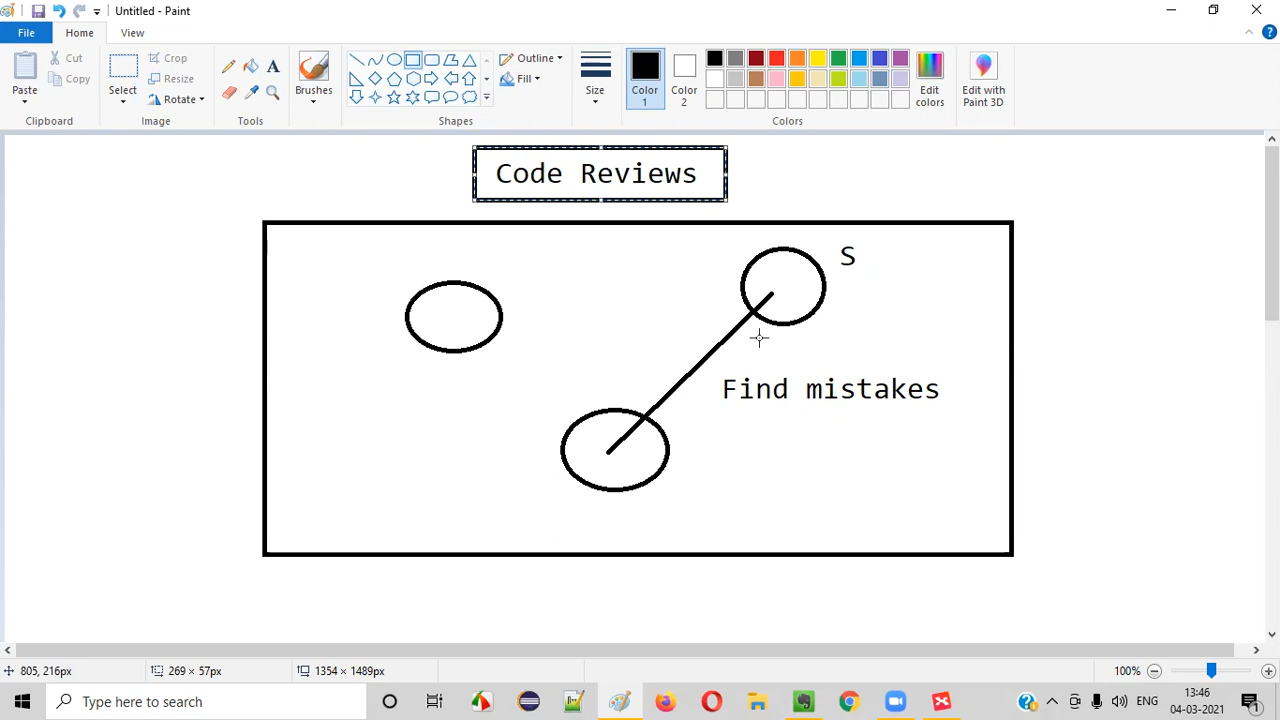 Untitled - Paint
File
Home
View
Paste
Cut
Copy
Clipboard
Select
Crop
Resize
Rotate
Image
Tools
Brushes
Outline
Fill
Shapes
Size
Color 1
Color 2
Edit colors
Edit with Paint 3D
Colors
Code Reviews
S
Find mistakes
805, 216px
269 × 57px
1354 × 1489px
100%
Type here to search
ENG
13:46
04-03-2021